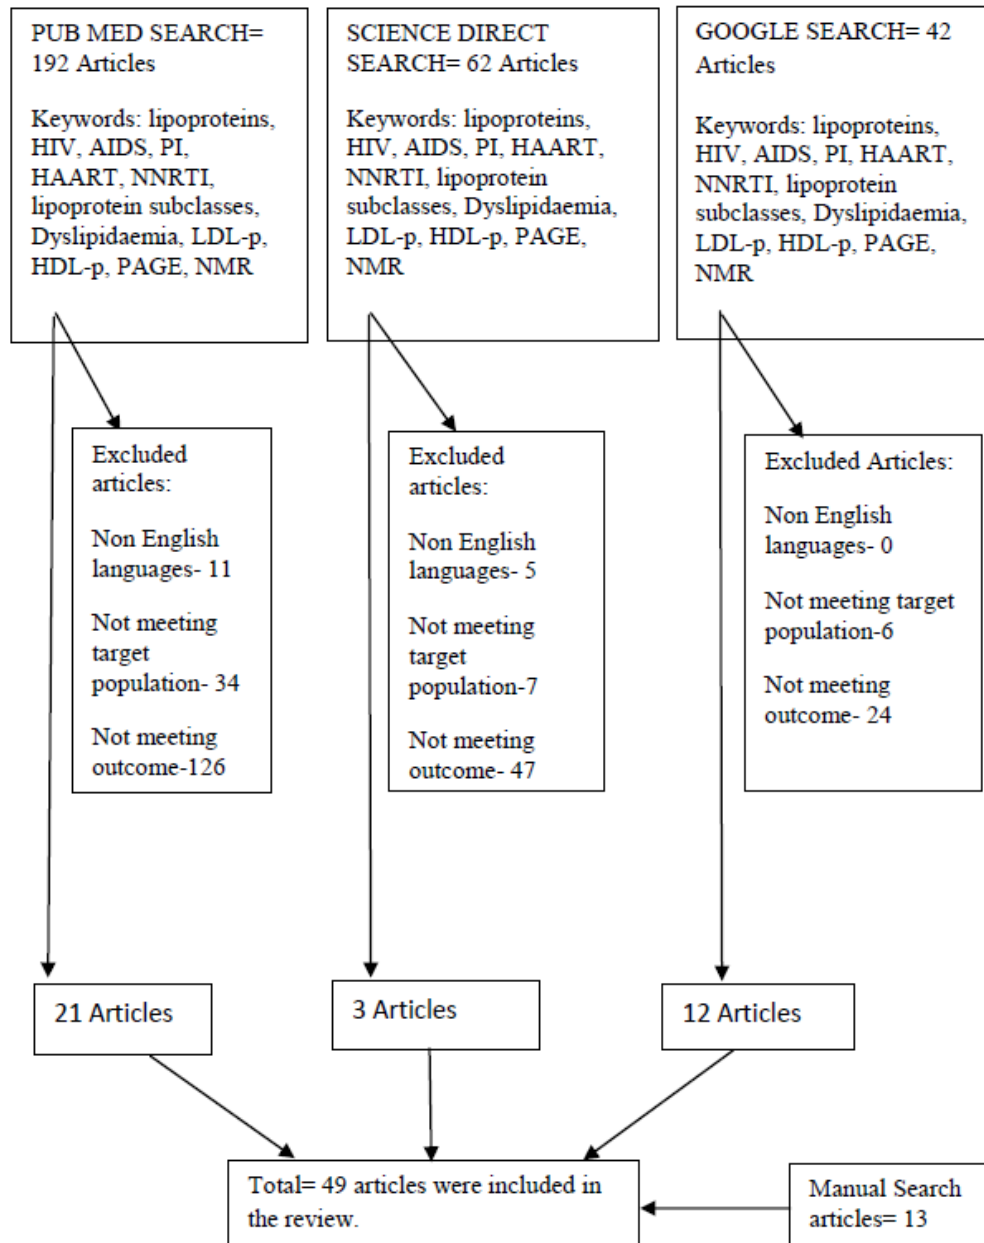 PUB MED SEARCH=
192 Articles
Keywords: lipoproteins,
HIV, AIDS, PI,
HAART, NNRTI,
lipoprotein subclasses,
Dyslipidaemia, LDL-p,
HDL-p, PAGE, NMR
SCIENCE DIRECT
SEARCH= 62 Articles
Keywords: lipoproteins,
HIV, AIDS, PI, HAART,
NNRTI, lipoprotein
subclasses, Dyslipidaemia,
LDL-p, HDL-p, PAGE,
NMR
GOOGLE SEARCH= 42
Articles
Keywords: lipoproteins,
HIV, AIDS, PI, HAART,
NNRTI, lipoprotein
subclasses, Dyslipidaemia,
LDL-p, HDL-p, PAGE,
NMR
Excluded
articles:
Non English
languages- 11
Not meeting
target
population- 34
Not meeting
outcome-126
Excluded
articles:
Non English
languages- 5
Not meeting
target
population-7
Not meeting
outcome- 47
Excluded Articles:
Non English
languages- 0
Not meeting target
population-6
Not meeting
outcome- 24
21 Articles
3 Articles
12 Articles
Total= 49 articles were included in
the review.
Manual Search
articles= 13